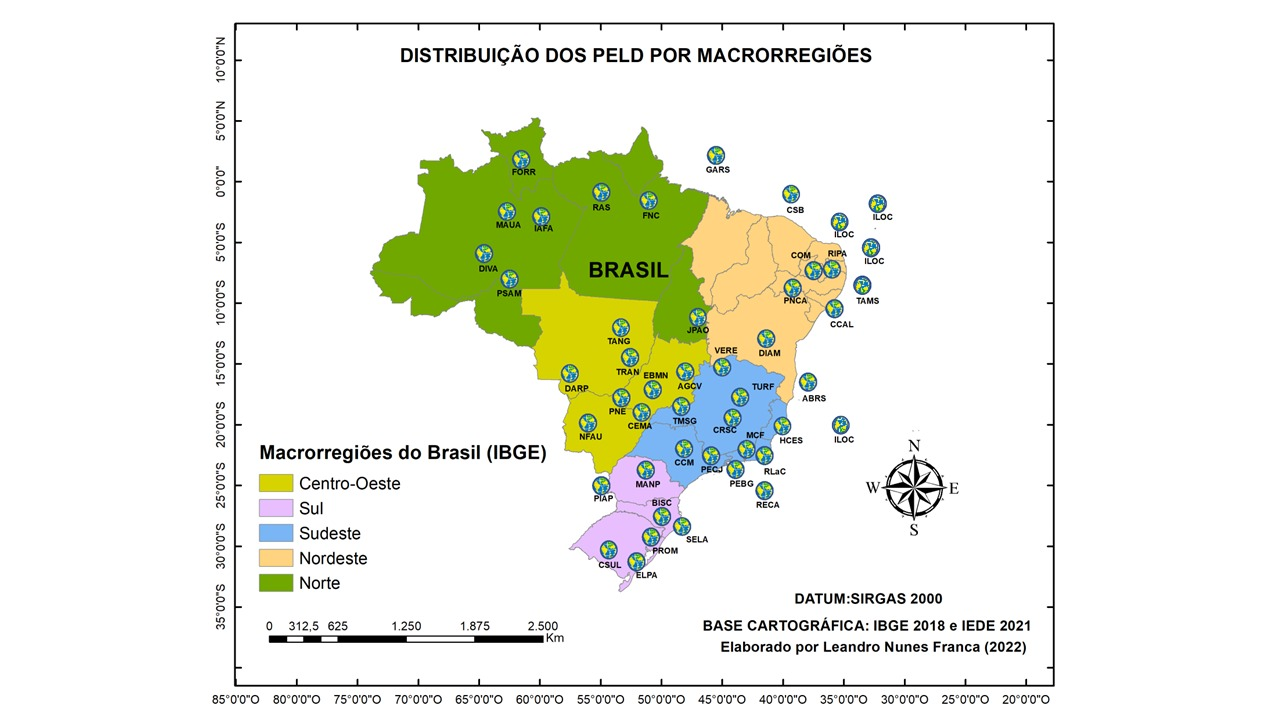 DISTRIBUIÇÃO DOS PELD POR MACRORREGIÕES
10°0'0"N
5°0'0"N
0°0'0"
5°0'0"S
10°0'0"S
15°0'0"S
20°0'0"S
25°0'0"S
30°0'0"S
35°0'0"S
FORR
GARS
RAS
FNC
CSB
ILOC
MAUA
IAFA
ILOC
COM
RIPA
ILOC
DIVA
BRASIL
PSAM
PNCA
TAMS
JPAO
CCAL
TANG
VERE
DIAM
TRAN
EBMN
DARP
AGCV
TURF
ABRS
PNE
CEMA
TMSG
CRSC
MCF
HCES
ILOC
NFAU
CCM
PECJ
RLaC
MANP
PEBG
PIAP
BISC
RECA
SELA
PROM
CSUL
ELPA
Macrorregiões do Brasil (IBGE)
Centro-Oeste
Sul
Sudeste
Nordeste
Norte
0 312,5 625 1.250 1.875 2.500
Km
N
W E
S
DATUM:SIRGAS 2000
BASE CARTOGRÁFICA: IBGE 2018 e IEDE 2021
Elaborado por Leandro Nunes Franca (2022)
85°0'0"O 80°0'0"O 75°0'0"O 70°0'0"O 65°0'0"O 60°0'0"O 55°0'0"O 50°0'0"O 45°0'0"O 40°0'0"O 35°0'0"O 30°0'0"O 25°0'0"O 20°0'0"O